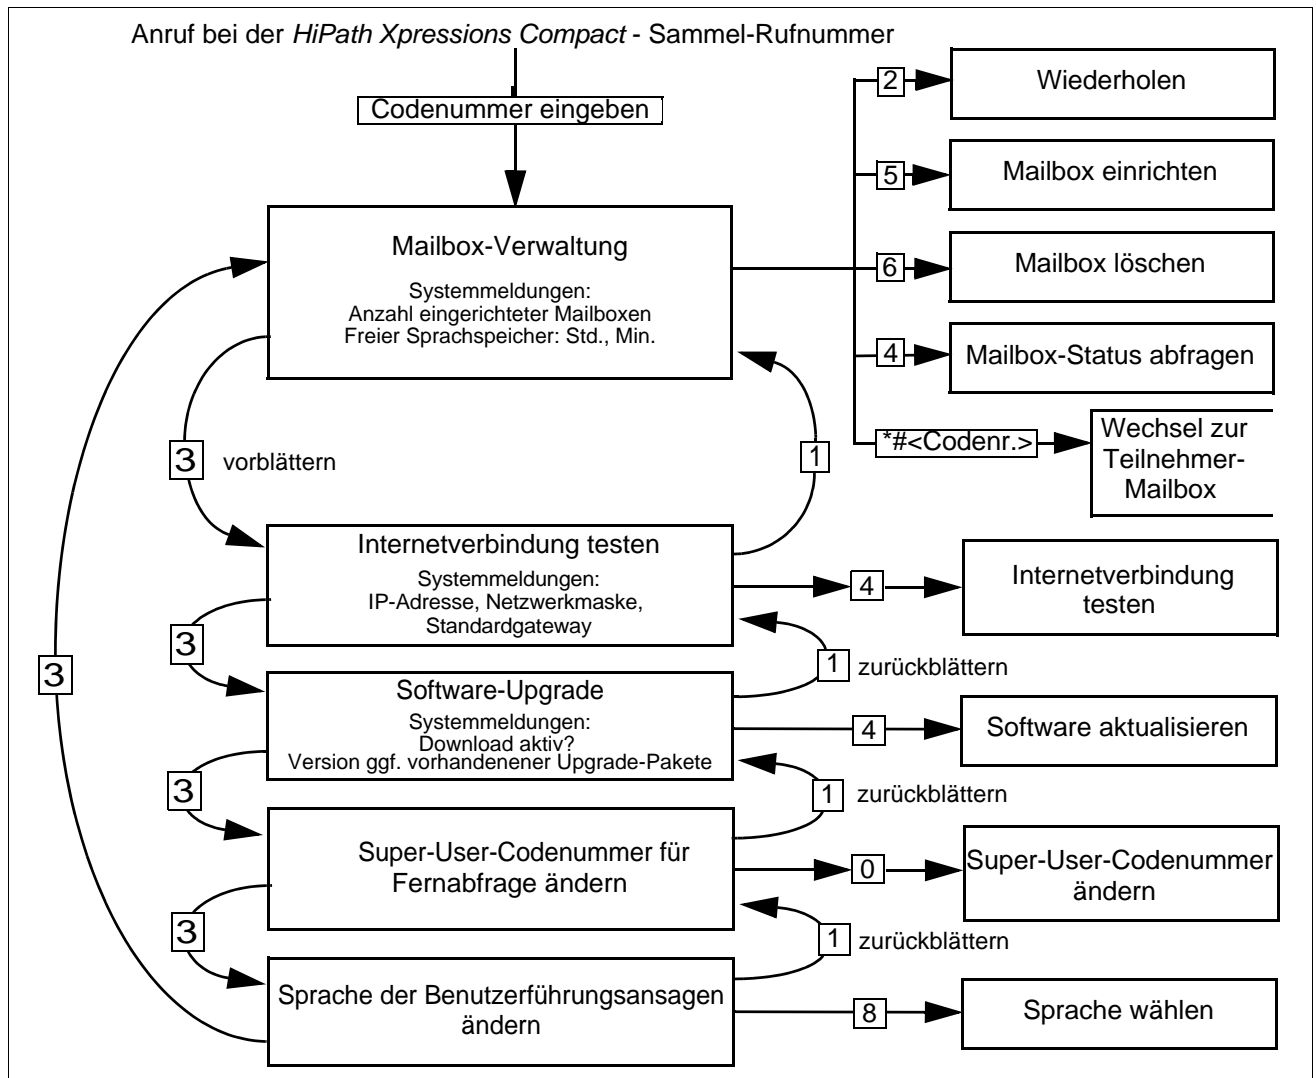 Anruf bei der HiPath Xpressions Compact - Sammel-Rufnummer
Codenummer eingeben
2
Wiederholen
5
Mailbox einrichten
6
Mailbox löschen
4
Mailbox-Status abfragen
*#<Codenr.>
Wechsel zur
Teilnehmer-
Mailbox
Mailbox-Verwaltung
Systemmeldungen:
Anzahl eingerichteter Mailboxen
Freier Sprachspeicher: Std., Min.
3
vorblättern
1
Internetverbindung testen
Systemmeldungen:
IP-Adresse, Netzwerkmaske,
Standardgateway
4
Internetverbindung
testen
3
1
zurückblättern
3
Software-Upgrade
Systemmeldungen:
Download aktiv?
Version ggf. vorhandenener Upgrade-Pakete
4
Software aktualisieren
3
1
zurückblättern
Super-User-Codenummer für
Fernabfrage ändern
0
Super-User-Codenummer
ändern
3
1
zurückblättern
Sprache der Benutzerführungsansagen
ändern
8
Sprache wählen